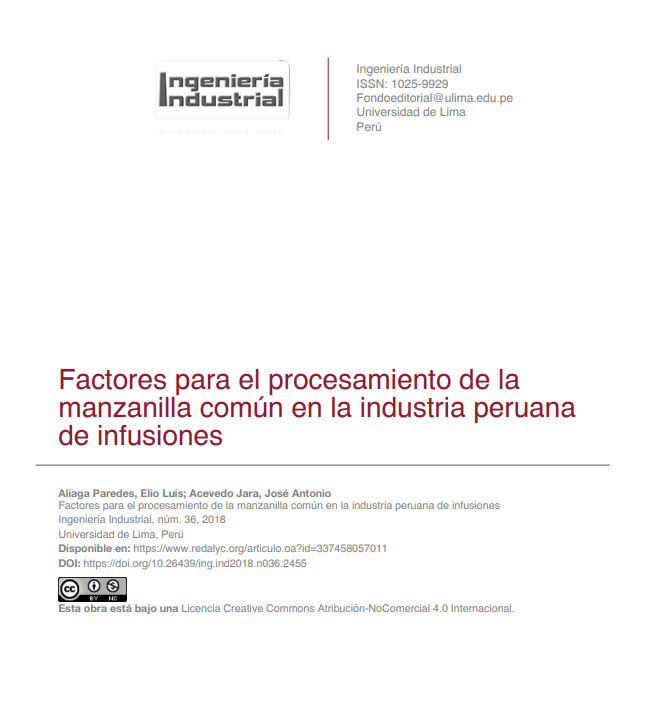 Ingeniería
Industrial
Ingeniería Industrial
ISSN: 1025-9929
Fondoeditorial@ulima.edu.pe
Universidad de Lima
Perú
Factores para el procesamiento de la
manzanilla común en la industria peruana
de infusiones
Aliaga Paredes, Elio Luis; Acevedo Jara, José Antonio
Factores para el procesamiento de la manzanilla común en la industria peruana de infusiones
Ingeniería Industrial, núm. 36, 2018
Universidad de Lima, Perú
Disponible en: https://www.redalyc.org/articulo.oa?id=337458057011
DOI: https://doi.org/10.26439/ing.ind2018.n036.2455
cc BY NC
Esta obra está bajo una Licencia Creative Commons Atribución-NoComercial 4.0 Internacional.